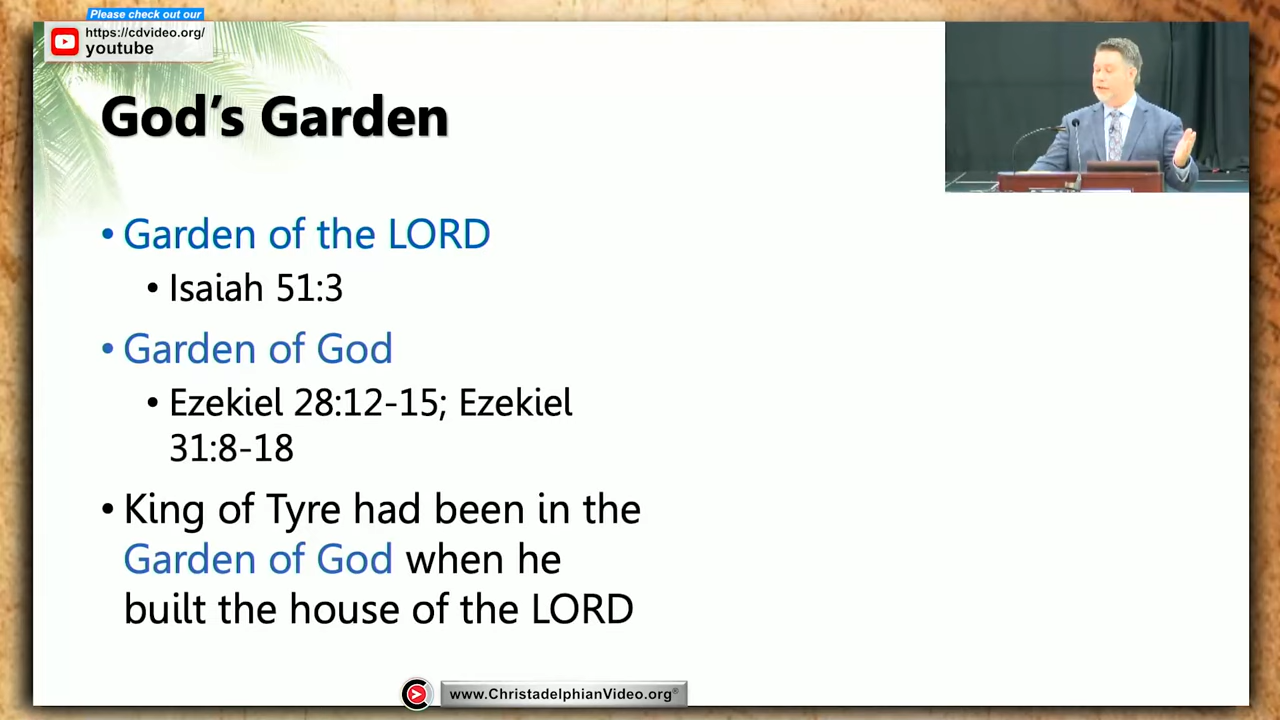 Please check out our
https://cdvideo.org/
youtube
God's Garden
• Garden of the LORD
• Isaiah 51:3
• Garden of God
• Ezekiel 28:12-15; Ezekiel
31:8-18
• King of Tyre had been in the
Garden of God when he
built the house of the LORD
www.ChristadelphianVideo.org®